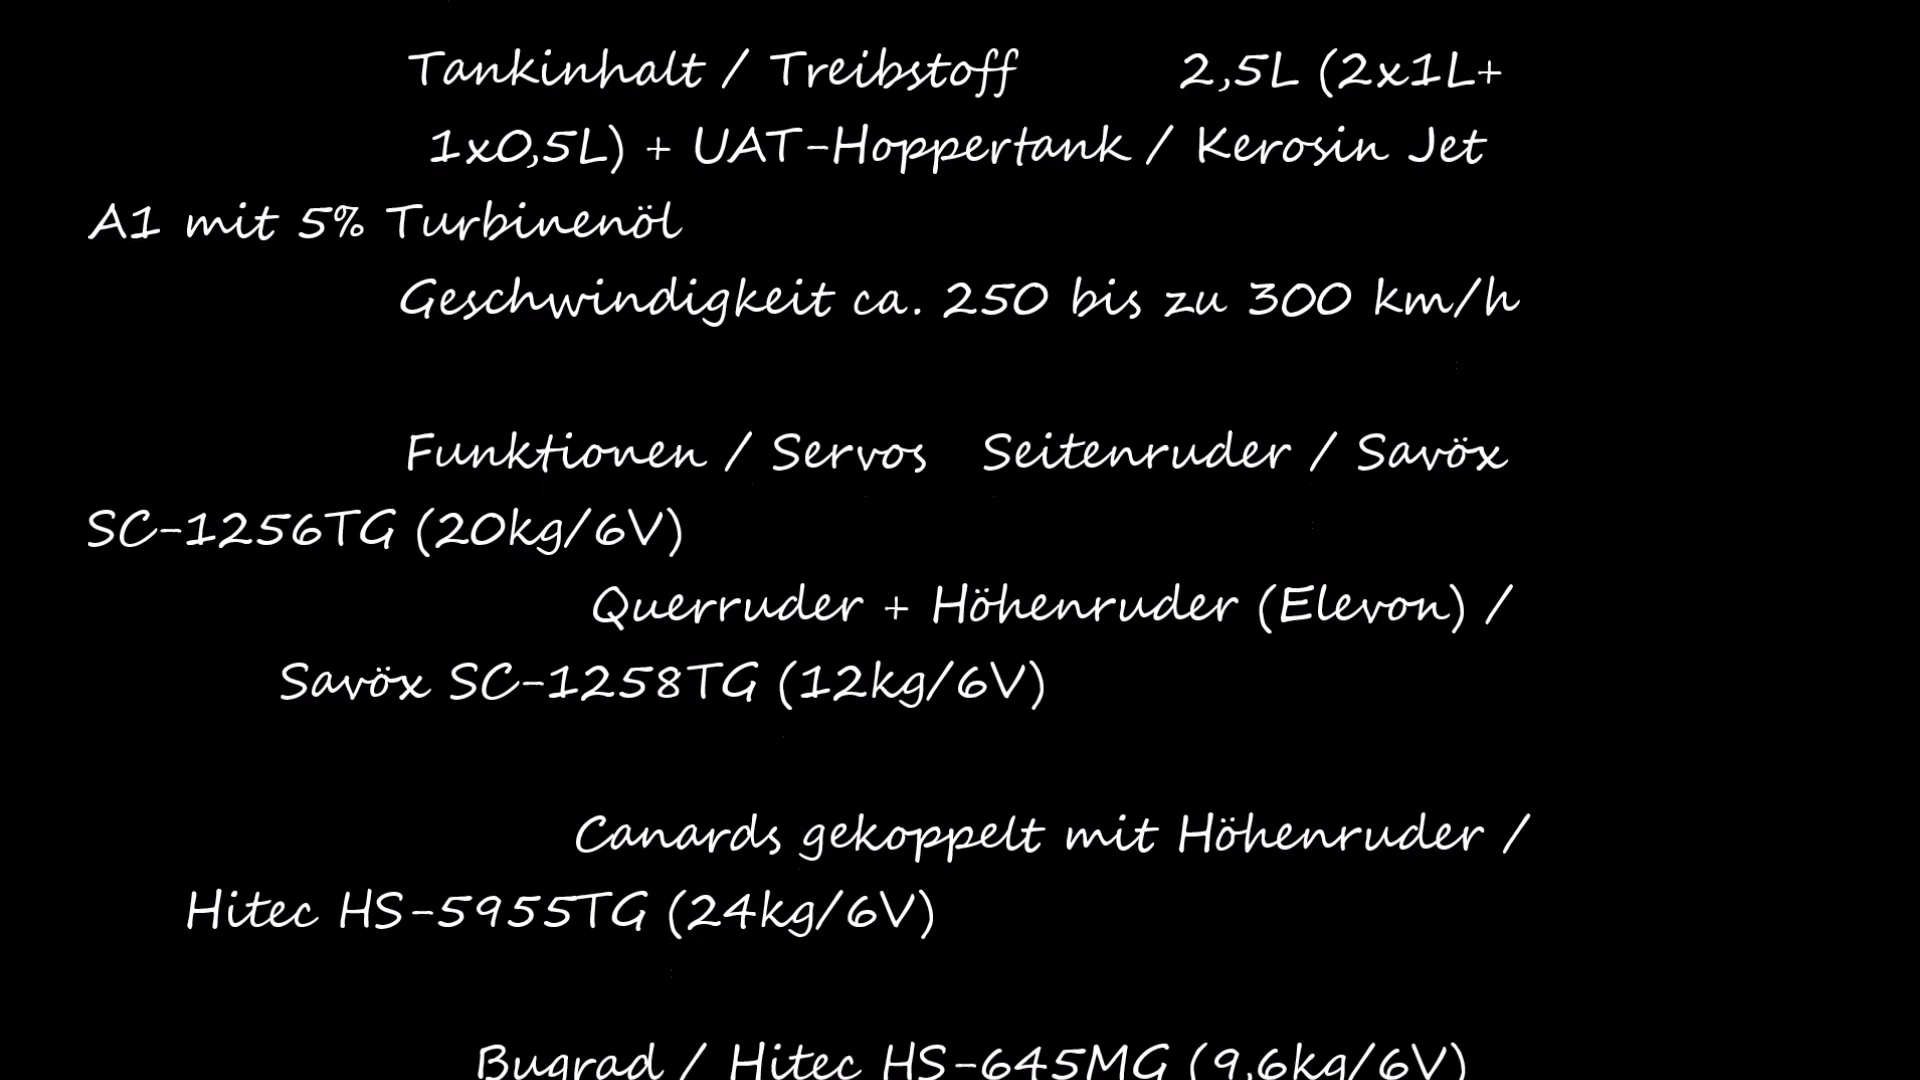 Tankinhalt / Treibstoff 2,5L (2x1L+
1x0,5L) + UAT-Hoppertank / Kerosin Jet
A1 mit 5% Turbinenöl
Geschwindigkeit ca. 250 bis zu 300 km/h
Funktionen / Servos Seitenruder / Savöx
SC-1256TG (20kg/6V)
Querruder + Höhenruder (Elevon) /
Savöx SC-1258TG (12kg/6V)
Canards gekoppelt mit Höhenruder /
Hitec HS-5955TG (24kg/6V)
Bugrad / Hitec HS-645MG (9,6kg/6V)